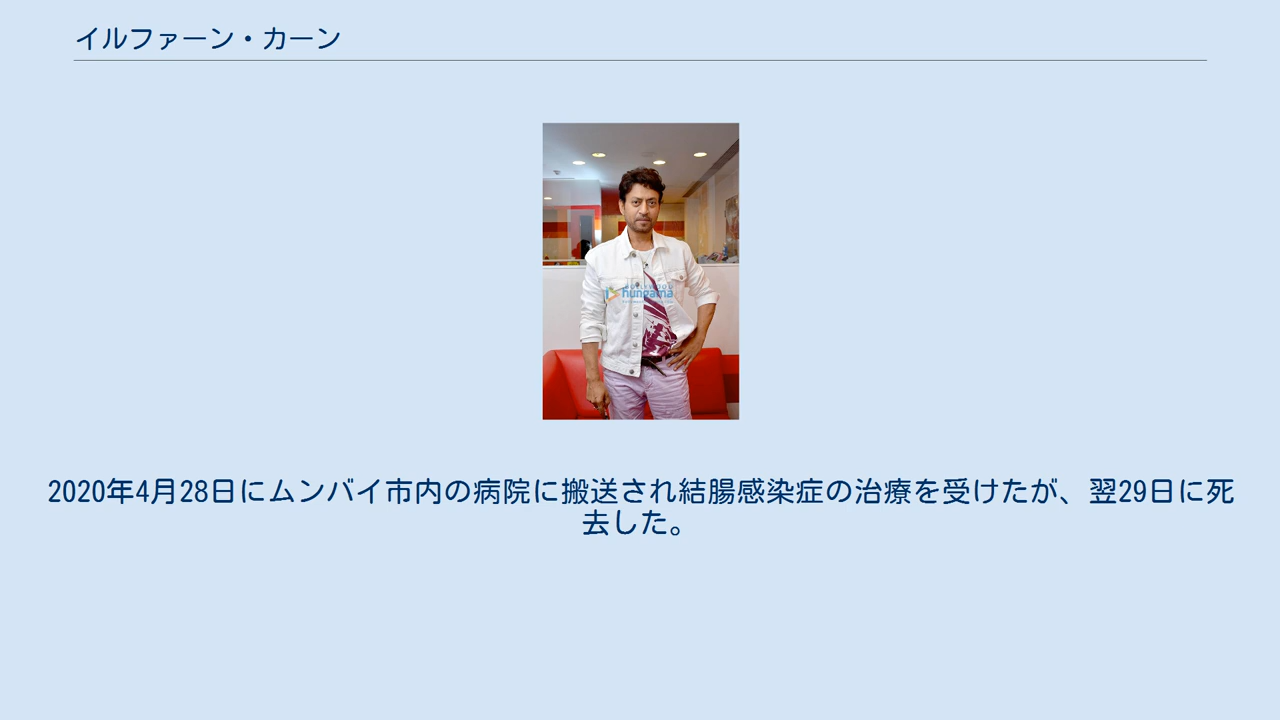 イルファーン・カーン
BOLLYWOOD
hungama
2020年4月28日にムンバイ市内の病院に搬送され結腸感染症の治療を受けたが、翌29日に死
去した。